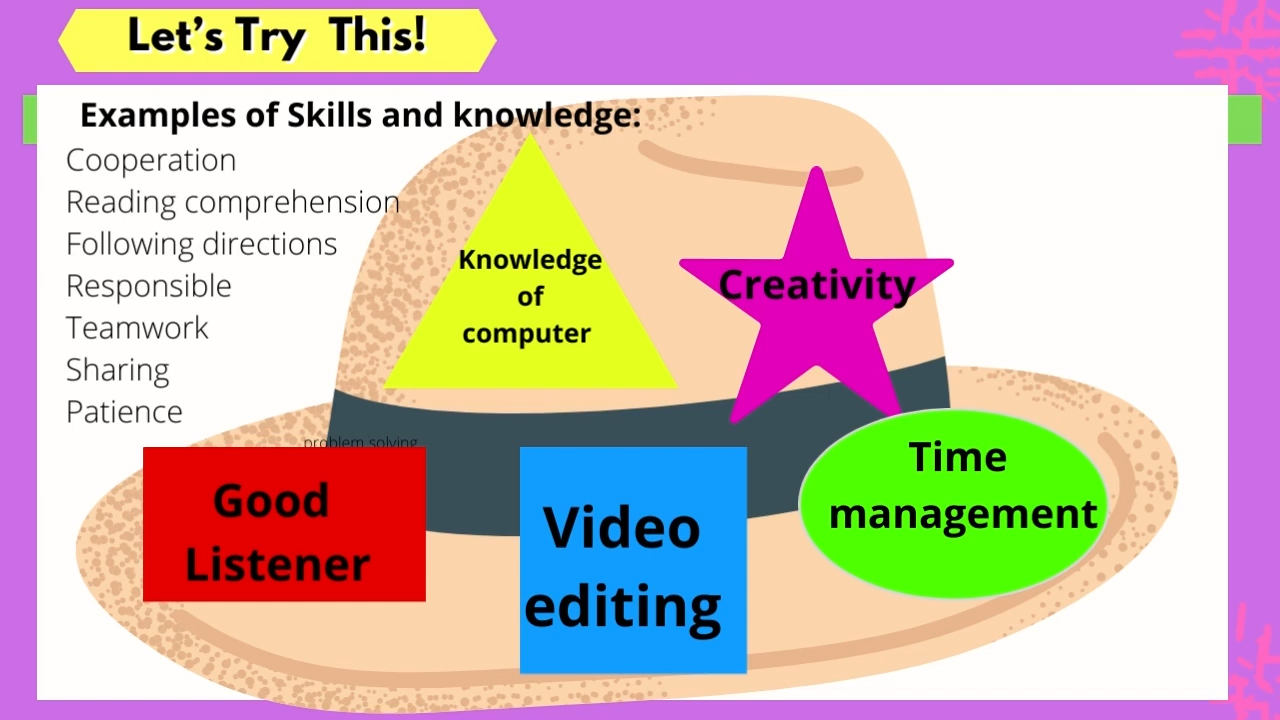 Let's Try This!
Examples of Skills and knowledge:
Cooperation
Reading comprehension
Following directions
Responsible
Teamwork
Sharing
Patience
problem solving
Knowledge
of
computer
Creativity
Good
Listener
Video
editing
Time
management